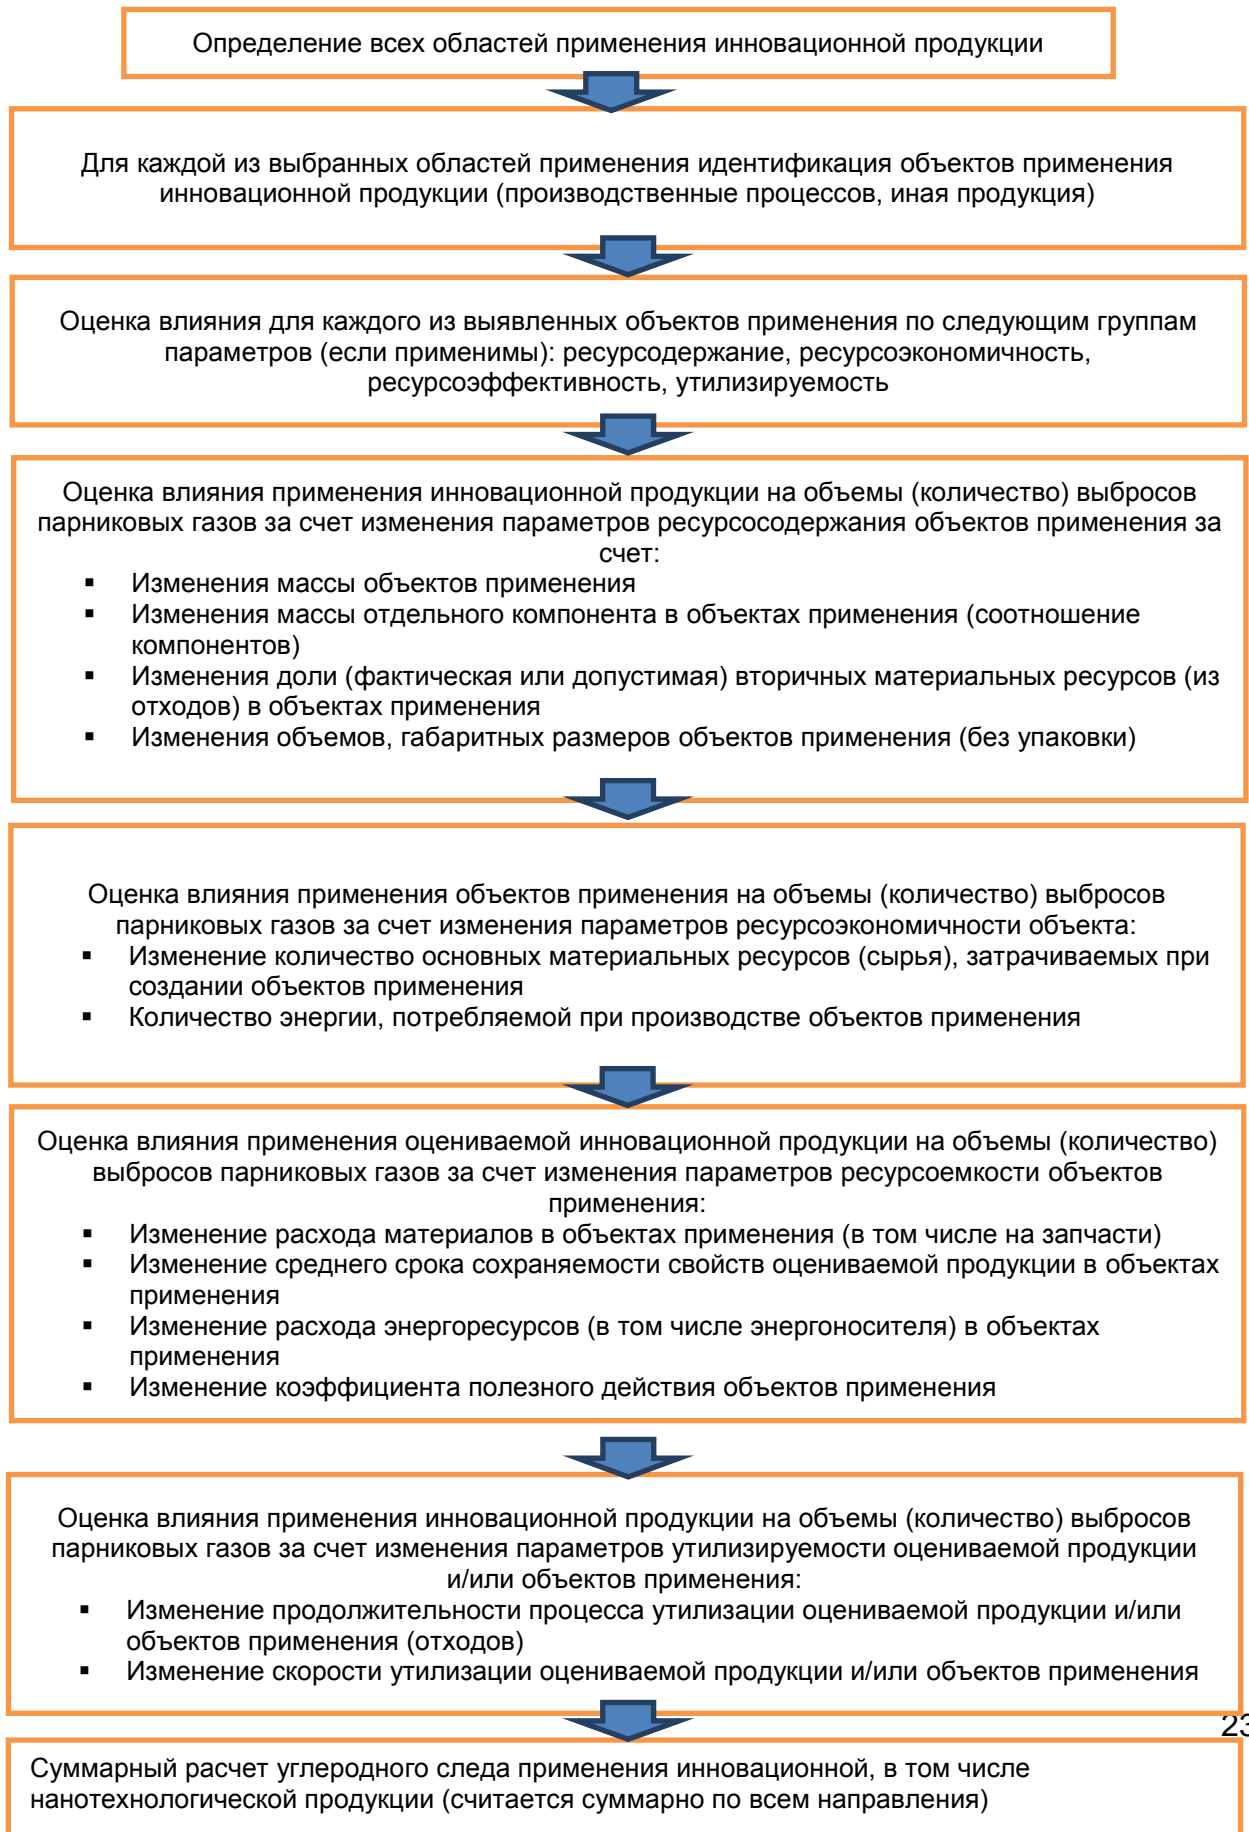 Определение всех областей применения инновационной продукции
Для каждой из выбранных областей применения идентификация объектов применения
инновационной продукции (производственные процессов, иная продукция)
Оценка влияния для каждого из выявленных объектов применения по следующим группам
параметров (если применимы): ресурсодержание, ресурсоэкономичность,
ресурсоэффективность, утилизируемость
Оценка влияния применения инновационной продукции на объемы (количество) выбросов
парниковых газов за счет изменения параметров ресурсосодержания объектов применения за
счет:
▪ Изменения массы объектов применения
▪ Изменения массы отдельного компонента в объектах применения (соотношение
компонентов)
▪ Изменения доли (фактическая или допустимая) вторичных материальных ресурсов (из
отходов) в объектах применения
▪ Изменения объемов, габаритных размеров объектов применения (без упаковки)
Оценка влияния применения объектов применения на объемы (количество) выбросов
парниковых газов за счет изменения параметров ресурсоэкономичности объекта:
▪ Изменение количество основных материальных ресурсов (сырья), затрачиваемых при
создании объектов применения
▪ Количество энергии, потребляемой при производстве объектов применения
Оценка влияния применения оцениваемой инновационной продукции на объемы (количество)
выбросов парниковых газов за счет изменения параметров ресурсоемкости объектов
применения:
▪ Изменение расхода материалов в объектах применения (в том числе на запчасти)
▪ Изменение среднего срока сохраняемости свойств оцениваемой продукции в объектах
применения
▪ Изменение расхода энергоресурсов (в том числе энергоносителя) в объектах
применения
▪ Изменение коэффициента полезного действия объектов применения
Оценка влияния применения инновационной продукции на объемы (количество) выбросов
парниковых газов за счет изменения параметров утилизируемости оцениваемой продукции
и/или объектов применения:
▪ Изменение продолжительности процесса утилизации оцениваемой продукции и/или
объектов применения (отходов)
▪ Изменение скорости утилизации оцениваемой продукции и/или объектов применения
23
Суммарный расчет углеродного следа применения инновационной, в том числе
нанотехнологической продукции (считается суммарно по всем направления)